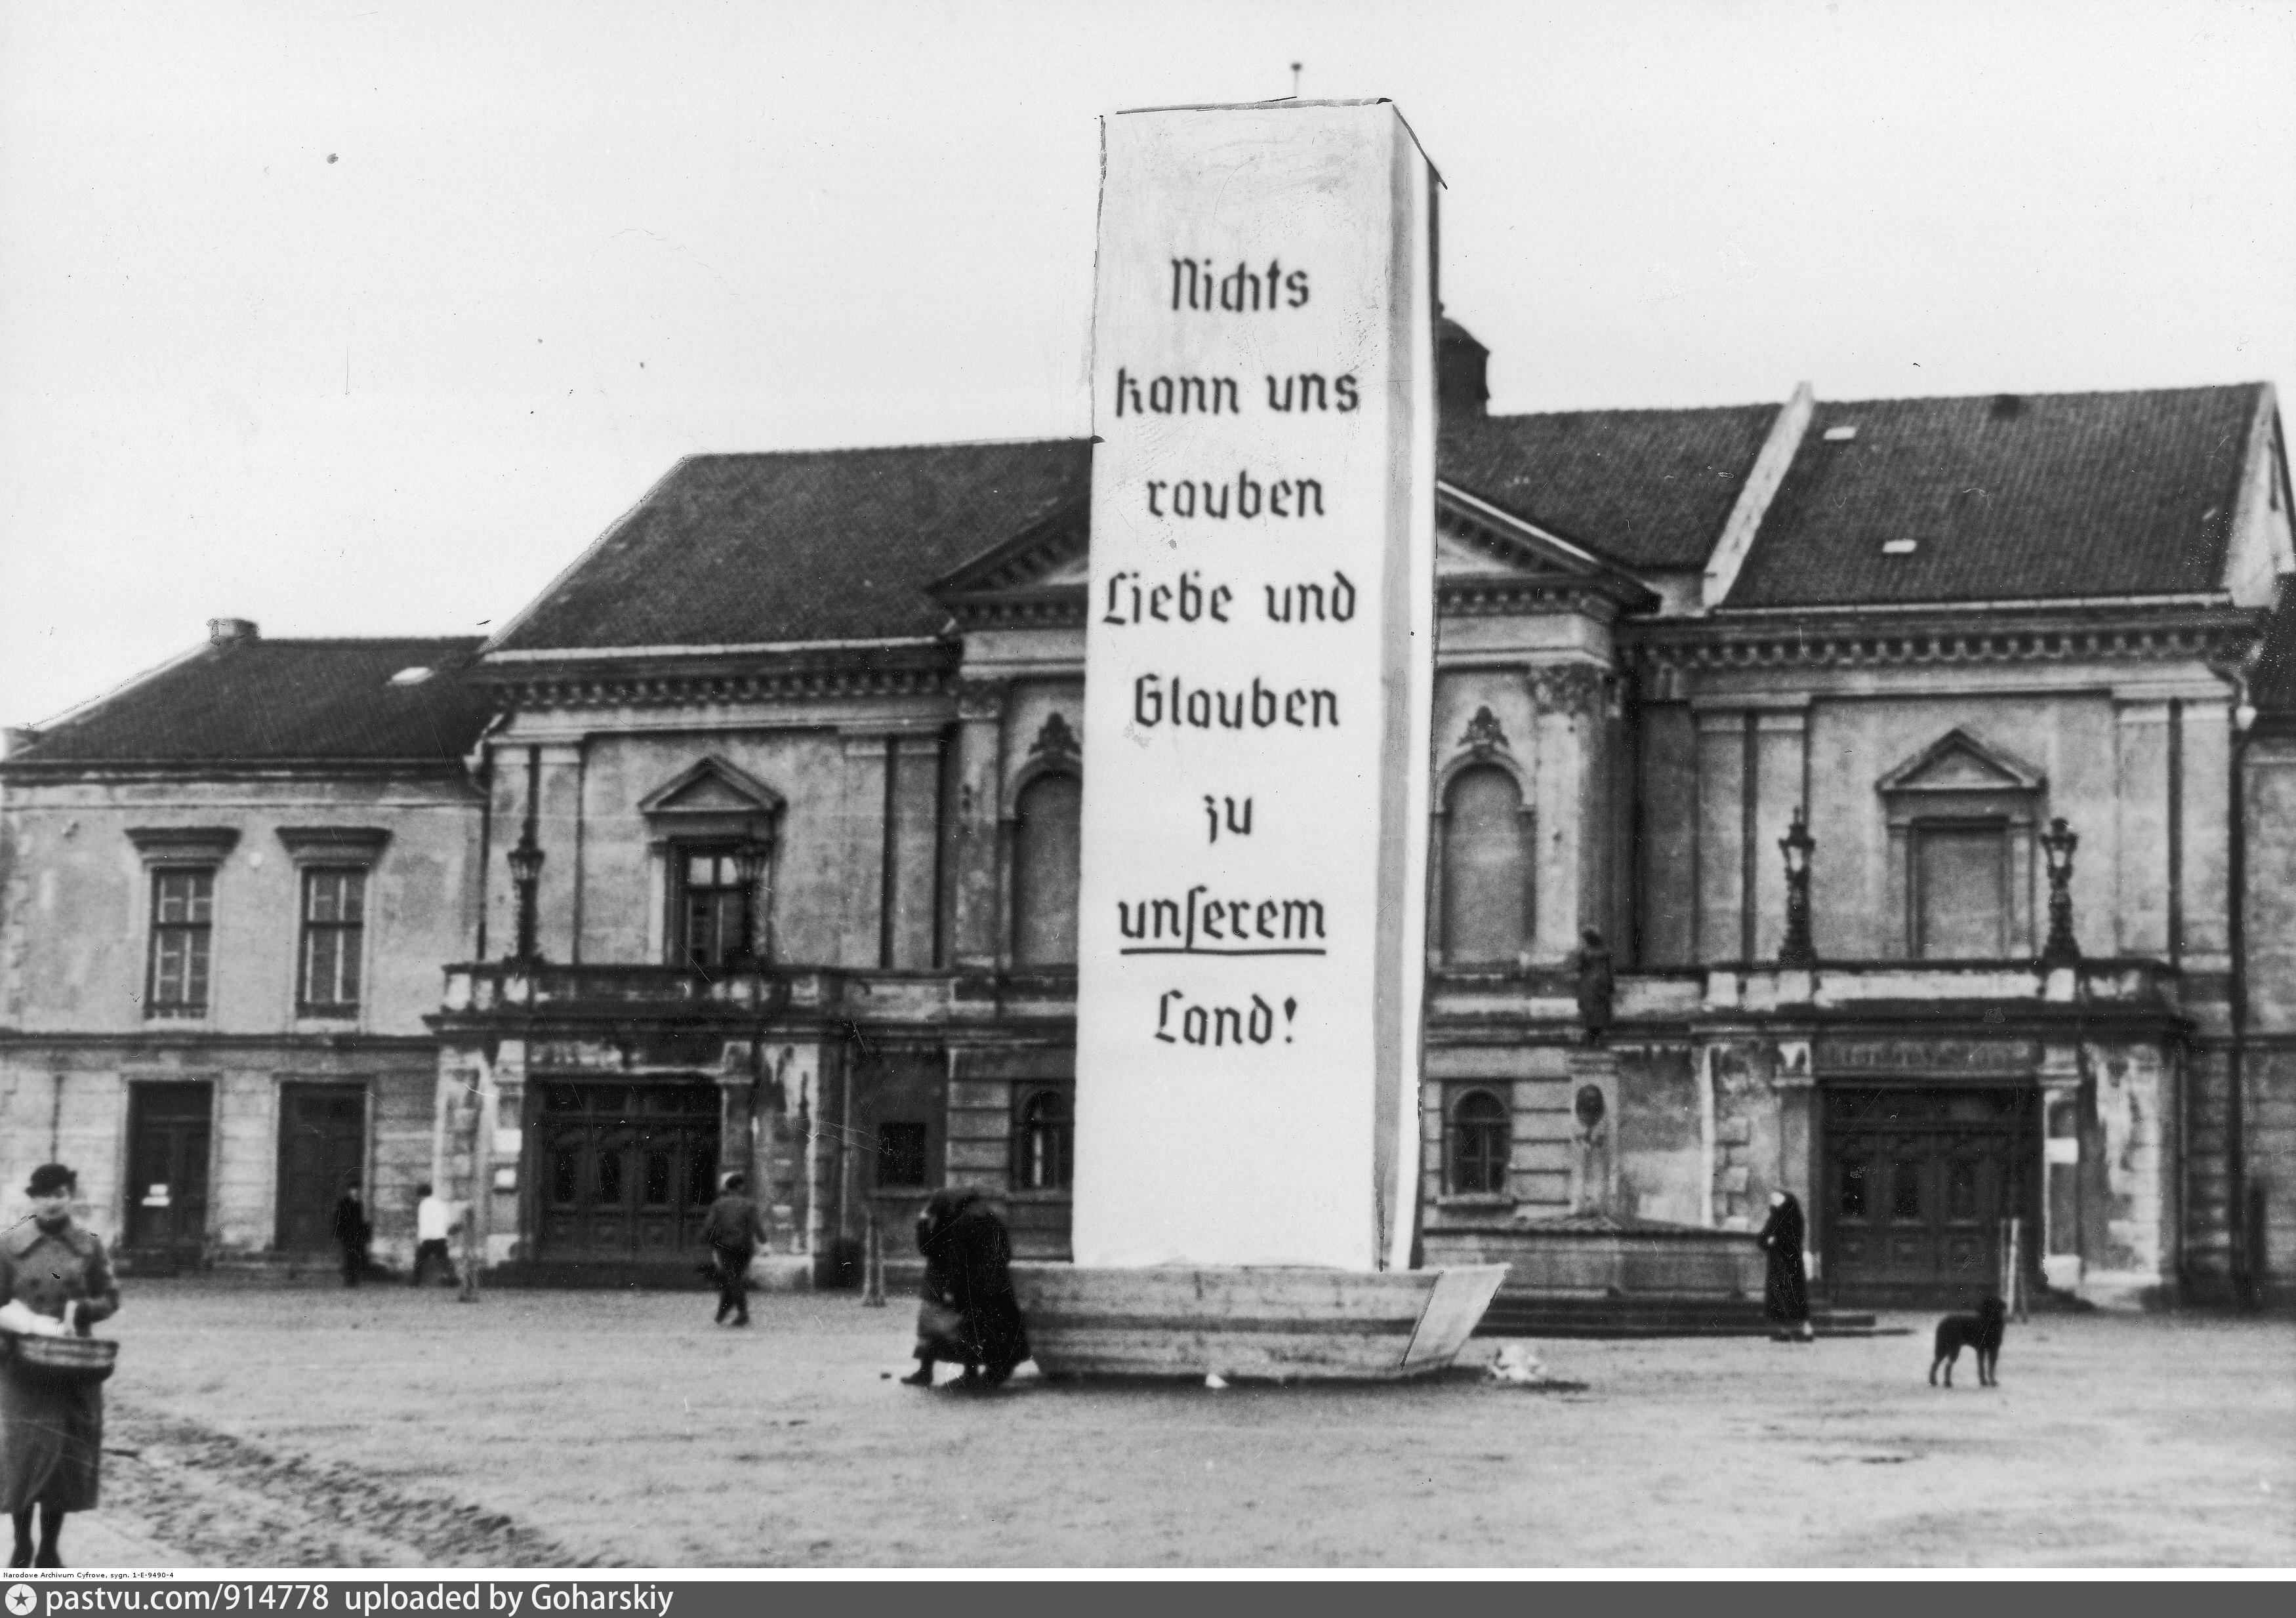 Nichts
kann uns
rauben
Liebe und
Glauben
zu
unſerem
Land!
Narodowe Archiwum Cyfrowe, sygn. 1-E-9490-4
pastvu.com/914778 uploaded by Goharskiy